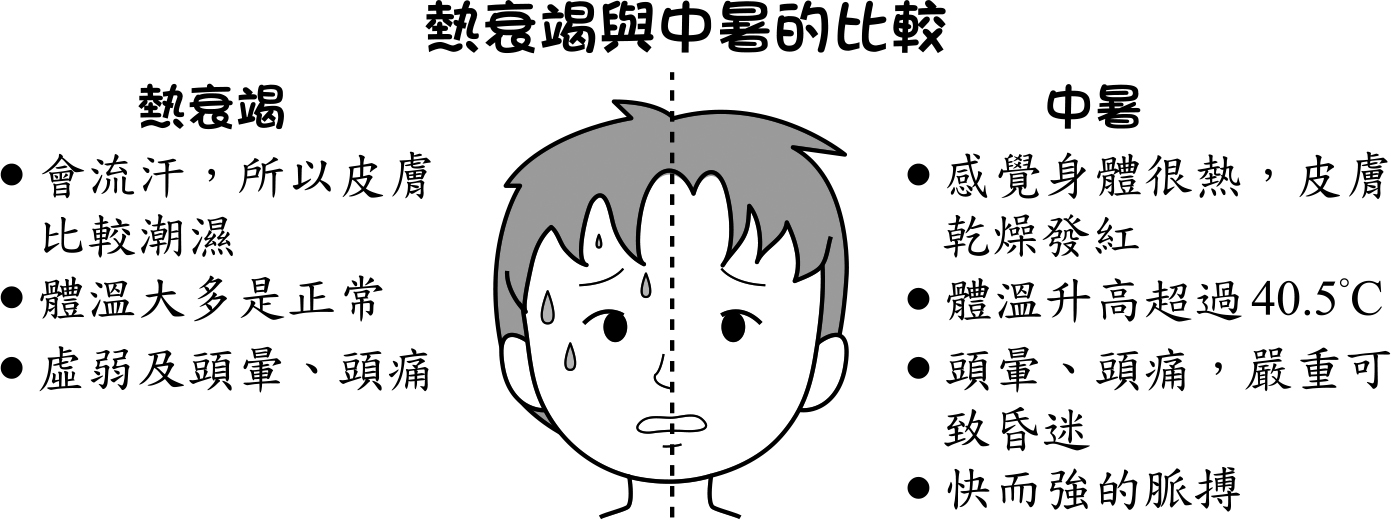 熱衰竭與中暑的比較
熱衰竭
● 會流汗，所以皮膚
比較潮濕
● 體溫大多是正常
● 虛弱及頭暈、頭痛
中暑
● 感覺身體很熱，皮膚
乾燥發紅
● 體溫升高超過40.5℃
● 頭暈、頭痛，嚴重可
致昏迷
● 快而強的脈搏